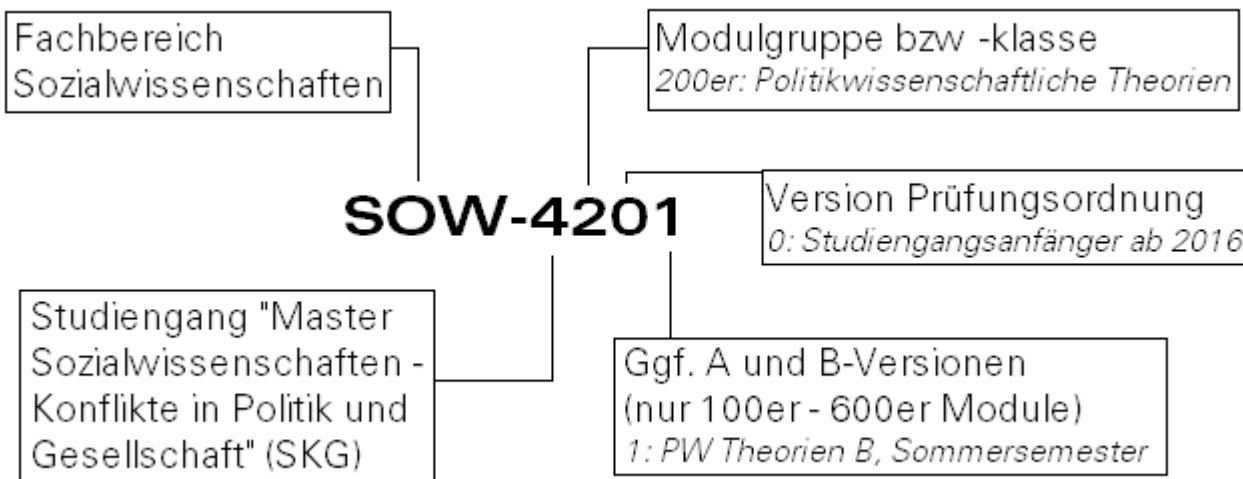 Fachbereich
Sozialwissenschaften
Modulgruppe bzw -klasse
200er: Politikwissenschaftliche Theorien
SOW-4201
Version Prüfungsordnung
0: Studiengangsanfänger ab 2016
Studiengang "Master
Sozialwissenschaften -
Konflikte in Politik und
Gesellschaft" (SKG)
Ggf. A und B-Versionen
(nur 100er - 600er Module)
1: PW Theorien B, Sommersemester